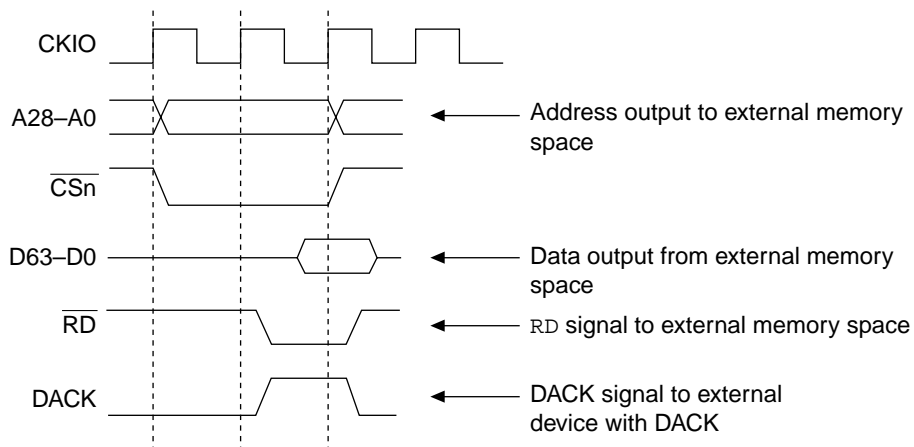 CKIO
A28–A0
Address output to external memory
space
CSn
D63–D0
Data output from external memory
space
RD
RD signal to external memory space
DACK
DACK signal to external
device with DACK